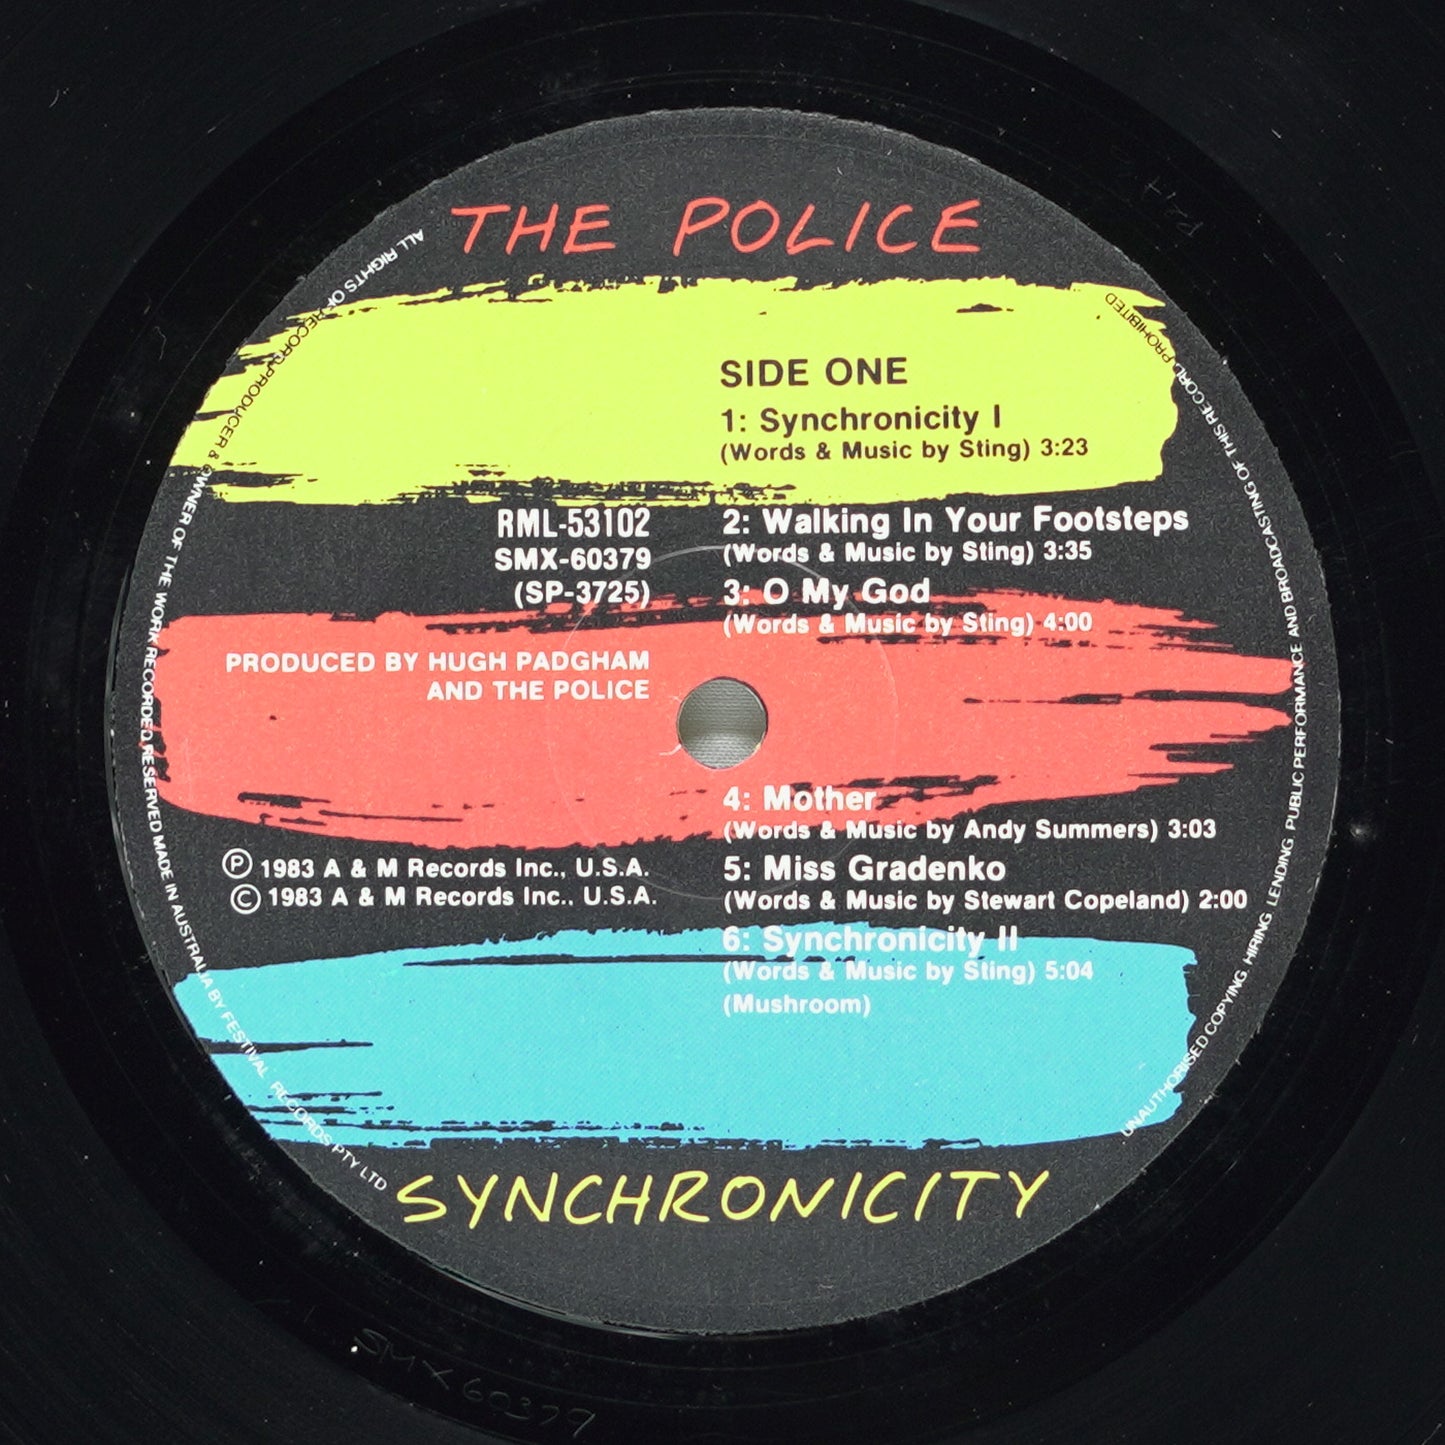 THE POLICE
SIDE ONE
1: Synchronicity I
(Words & Music by Sting) 3:23
RML-53102
SMX-60379
(SP-3725)
2: Walking In Your Footsteps
(Words & Music by Sting) 3:35
3: O My God
(Words & Music by Sting) 4:00
PRODUCED BY HUGH PADGHAM
AND THE POLICE
4: Mother
(Words & Music by Andy Summers) 3:03
5: Miss Gradenko
(Words & Music by Stewart Copeland) 2:00
6: Synchronicity II
(Words & Music by Sting) 5:04
(Mushroom)
Ⓟ 1983 A & M Records Inc., U.S.A.
© 1983 A & M Records Inc., U.S.A.
SYNCHRONICITY
ALL RIGHTS OF RECORD PRODUCER & OWNER OF THE WORK RECORDED RESERVED MADE IN AUSTRALIA BY FESTIVAL RECORDS PTY LTD
UNAUTHORISED COPYING, HIRING, LENDING, PUBLIC PERFORMANCE AND BROADCASTING OF THIS RECORD PROHIBITED
SMX 60379